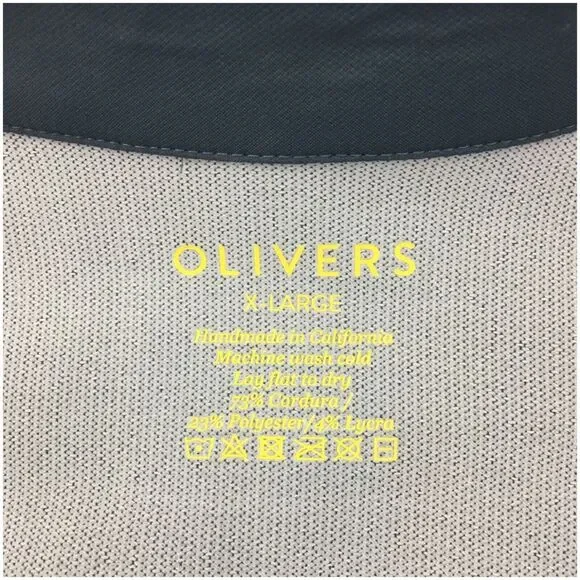 OLIVERS
X-LARGE
Handmade in California
Machine wash cold
Lay flat to dry
73% Cordura /
23% Polyester/4% Lycra